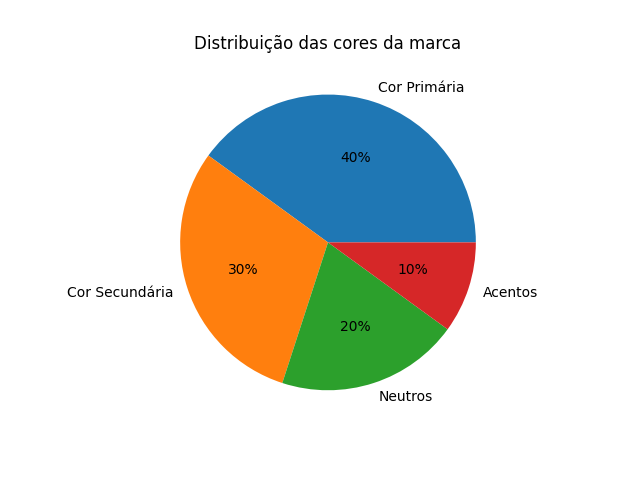 Distribuição das cores da marca
Cor Primária
40%
30%
Cor Secundária
10%
Acentos
20%
Neutros